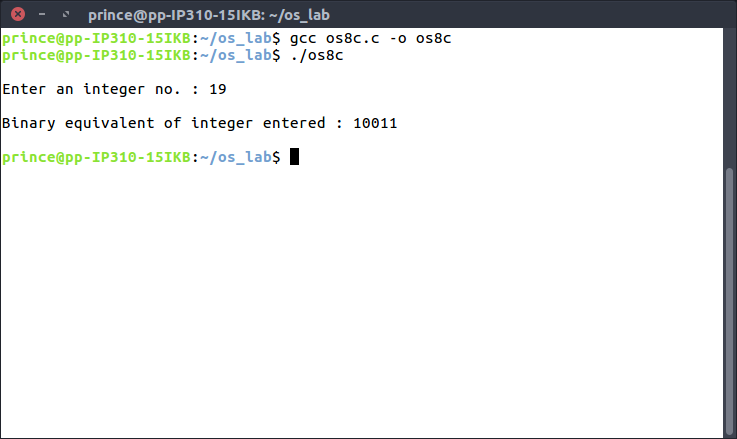 prince@pp-IP310-15IKB: ~/os_lab
prince@pp-IP310-15IKB:~/os_lab$ gcc os8c.c -o os8c
prince@pp-IP310-15IKB:~/os_lab$ ./os8c
Enter an integer no. : 19
Binary equivalent of integer entered : 10011
prince@pp-IP310-15IKB:~/os_lab$